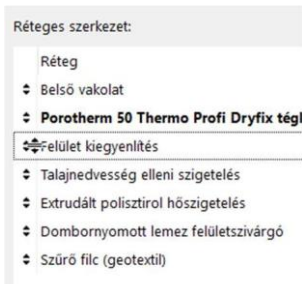 Réteges szerkezet:
Réteg
Belső vakolat
Porotherm 50 Thermo Profi Dryfix tégl
Felület kiegyenlítés
Talajnedvesség elleni szigetelés
Extrudált polisztirol hőszigetelés
Dombornyomott lemez felületszivárgó
Szűrő filc (geotextil)